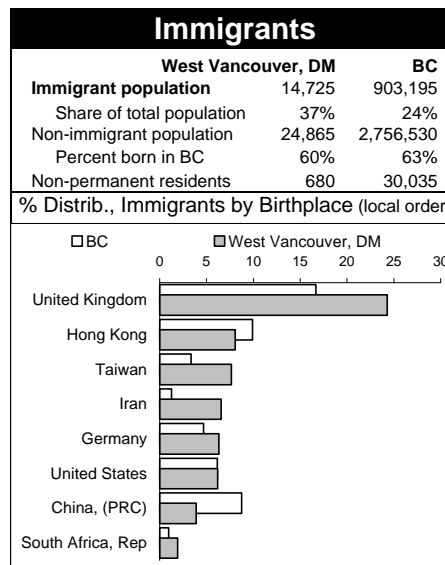 Immigrants
West Vancouver, DM BC
Immigrant population 14,725 903,195
Share of total population 37% 24%
Non-immigrant population 24,865 2,756,530
Percent born in BC 60% 63%
Non-permanent residents 680 30,035
% Distrib., Immigrants by Birthplace (local order
BC West Vancouver, DM
0 5 10 15 20 25 30
United Kingdom
Hong Kong
Taiwan
Iran
Germany
United States
China, (PRC)
South Africa, Rep